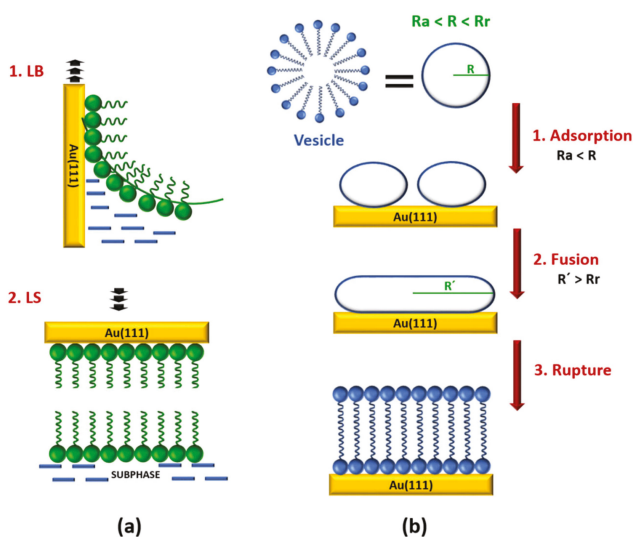 1. LB
Au(111)
2. LS
Au(111)
SUBPHASE
(a)
Ra < R < Rr
R
Vesicle
1. Adsorption
Ra < R
Au(111)
2. Fusion
R´ > Rr
R´
Au(111)
3. Rupture
Au(111)
(b)